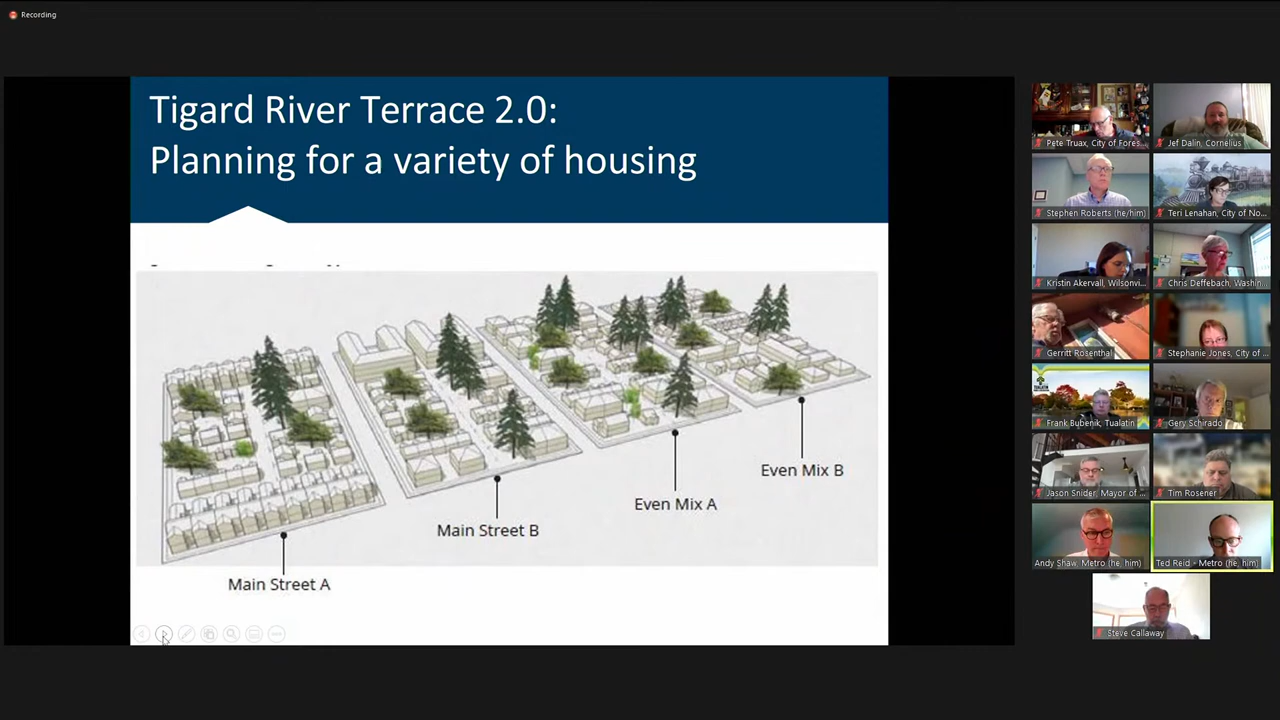 Recording
Tigard River Terrace 2.0:
Planning for a variety of housing
Main Street A
Main Street B
Even Mix A
Even Mix B
Pete Truax, City of Fores...
Jef Dalin, Cornelius
Stephen Roberts (he/him)
Teri Lenahan, City of No...
Kristin Akervall, Wilsonvi...
Chris Deffebach, Washin...
Gerritt Rosenthal
Stephanie Jones, City of ...
TUALATIN
Frank Bubenik, Tualatin
Gery Schirado
Jason Snider, Mayor of ...
Tim Rosener
Andy Shaw, Metro (he, him)
Ted Reid - Metro (he, him)
Steve Callaway